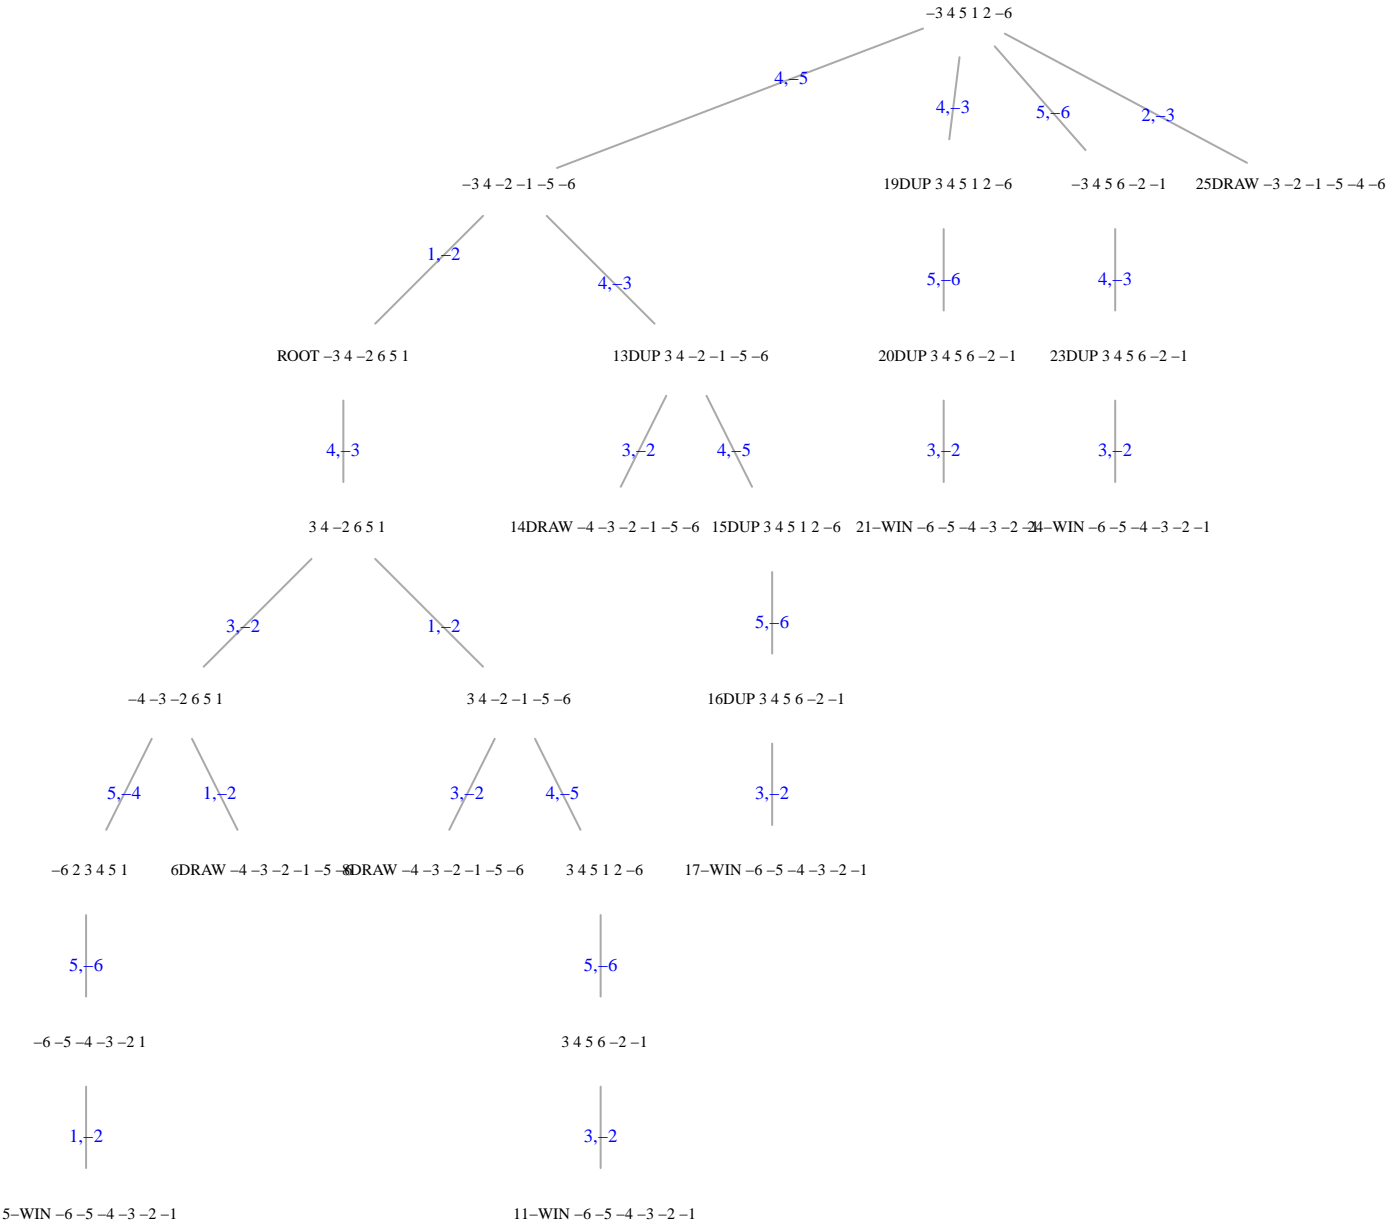 –3 4 5 1 2 –6
4,–5
4,–3
5,–6
2,–3
–3 4 –2 –1 –5 –6
19DUP 3 4 5 1 2 –6
–3 4 5 6 –2 –1
25DRAW –3 –2 –1 –5 –4 –6
1,–2
4,–3
5,–6
4,–3
ROOT –3 4 –2 6 5 1
13DUP 3 4 –2 –1 –5 –6
20DUP 3 4 5 6 –2 –1
23DUP 3 4 5 6 –2 –1
4,–3
3,–2
4,–5
3,–2
3,–2
3 4 –2 6 5 1
14DRAW –4 –3 –2 –1 –5 –6
15DUP 3 4 5 1 2 –6
21–WIN –6 –5 –4 –3 –2 –1
24–WIN –6 –5 –4 –3 –2 –1
3,–2
1,–2
5,–6
–4 –3 –2 6 5 1
3 4 –2 –1 –5 –6
16DUP 3 4 5 6 –2 –1
5,–4
1,–2
3,–2
4,–5
3,–2
–6 2 3 4 5 1
6DRAW –4 –3 –2 –1 –5 –6
8DRAW –4 –3 –2 –1 –5 –6
3 4 5 1 2 –6
17–WIN –6 –5 –4 –3 –2 –1
5,–6
5,–6
–6 –5 –4 –3 –2 1
3 4 5 6 –2 –1
1,–2
3,–2
5–WIN –6 –5 –4 –3 –2 –1
11–WIN –6 –5 –4 –3 –2 –1